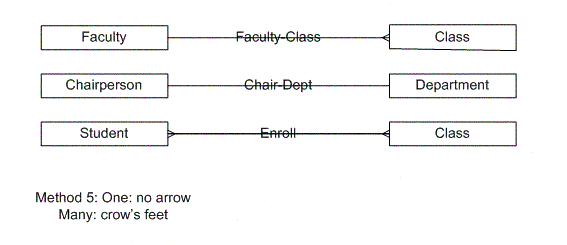 Faculty Faculty-Class Class
Chairperson Chair-Dept Department
Student Enroll Class
Method 5: One: no arrow
Many: crow's feet